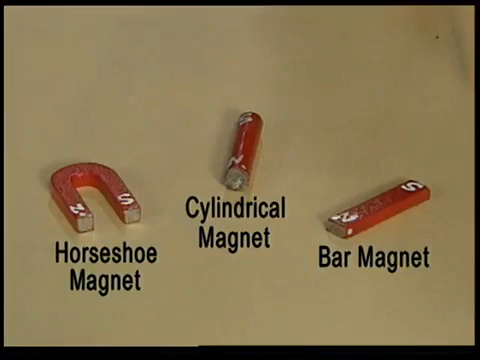 S
N
Cylindrical
Magnet
N S
Horseshoe
Magnet
S
N
Bar Magnet